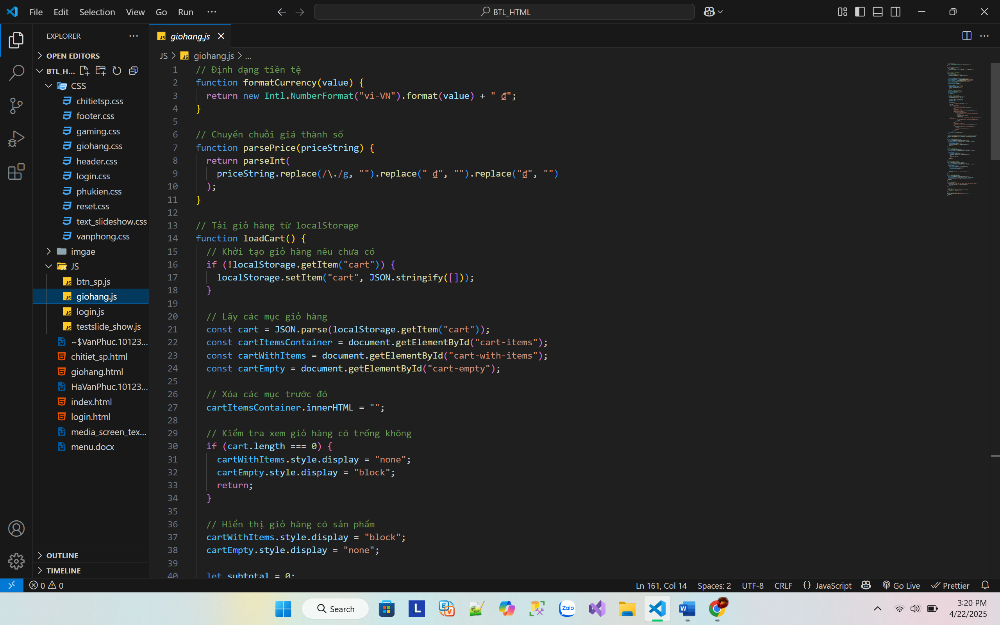 File Edit Selection View Go Run ···
BTL_HTML
EXPLORER
OPEN EDITORS
BTL_H...
CSS
chitietsp.css
footer.css
gaming.css
giohang.css
header.css
login.css
phukien.css
reset.css
text_slideshow.css
vanphong.css
imgae
JS
btn_sp.js
giohang.js
login.js
testslide_show.js
~$VanPhuc.10123...
chitiet_sp.html
giohang.html
HaVanPhuc.10123...
index.html
login.html
media_screen_tex...
menu.docx
OUTLINE
TIMELINE
JS giohang.js
JS > JS giohang.js > ...
1 // Định dạng tiền tệ
2 function formatCurrency(value) {
3 return new Intl.NumberFormat("vi-VN").format(value) + " đ";
4 }
5
6 // Chuyển chuỗi giá thành số
7 function parsePrice(priceString) {
8 return parseInt(
9 priceString.replace(/\./g, "").replace(" đ", "").replace("đ", "")
10 );
11 }
12
13 // Tải giỏ hàng từ localStorage
14 function loadCart() {
15 // Khởi tạo giỏ hàng nếu chưa có
16 if (!localStorage.getItem("cart")) {
17 localStorage.setItem("cart", JSON.stringify([]));
18 }
19
20 // Lấy các mục giỏ hàng
21 const cart = JSON.parse(localStorage.getItem("cart"));
22 const cartItemsContainer = document.getElementById("cart-items");
23 const cartWithItems = document.getElementById("cart-with-items");
24 const cartEmpty = document.getElementById("cart-empty");
25
26 // Xóa các mục trước đó
27 cartItemsContainer.innerHTML = "";
28
29 // Kiểm tra xem giỏ hàng có trống không
30 if (cart.length === 0) {
31 cartWithItems.style.display = "none";
32 cartEmpty.style.display = "block";
33 return;
34 }
35
36 // Hiển thị giỏ hàng có sản phẩm
37 cartWithItems.style.display = "block";
38 cartEmpty.style.display = "none";
39
40 let subtotal = 0;
0 0
Ln 161, Col 14 Spaces: 2 UTF-8 CRLF {} JavaScript Go Live Prettier
Search
L
Zalo
W
3:20 PM
4/22/2025